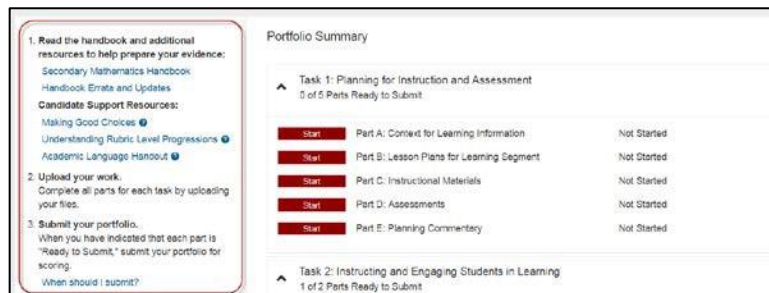 1. Read the handbook and additional
resources to help prepare your evidence:
Secondary Mathematics Handbook
Handbook Errata and Updates
Candidate Support Resources:
Making Good Choices
Understanding Rubric Level Progressions
Academic Language Handout
2. Upload your work.
Complete all parts for each task by uploading
your files.
3. Submit your portfolio.
When you have indicated that each part is
"Ready to Submit," submit your portfolio for
scoring.
When should I submit?
Portfolio Summary
Task 1: Planning for Instruction and Assessment
0 of 5 Parts Ready to Submit
Start Part A: Context for Learning Information Not Started
Start Part B: Lesson Plans for Learning Segment Not Started
Start Part C: Instructional Materials Not Started
Start Part D: Assessments Not Started
Start Part E: Planning Commentary Not Started
Task 2: Instructing and Engaging Students in Learning
1 of 2 Parts Ready to Submit